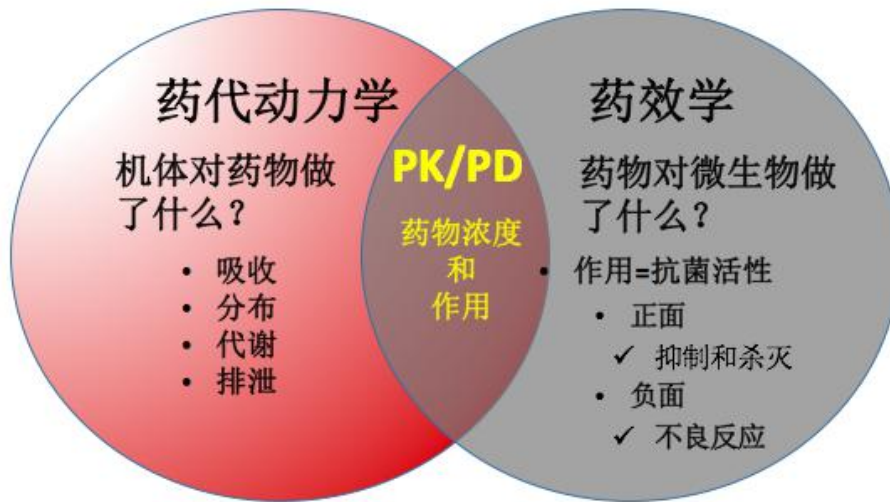 药代动力学
机体对药物做
了什么？
• 吸收
• 分布
• 代谢
• 排泄
PK/PD
药物浓度
和
作用
药效学
药物对微生物做
了什么？
• 作用=抗菌活性
• 正面
✓ 抑制和杀灭
• 负面
✓ 不良反应